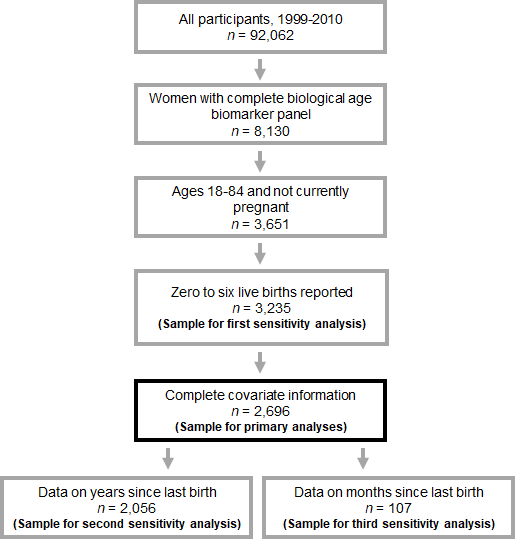 All participants, 1999-2010
n = 92,062
Women with complete biological age
biomarker panel
n = 8,130
Ages 18-84 and not currently
pregnant
n = 3,651
Zero to six live births reported
n = 3,235
(Sample for first sensitivity analysis)
Complete covariate information
n = 2,696
(Sample for primary analyses)
Data on years since last birth
n = 2,056
(Sample for second sensitivity analysis)
Data on months since last birth
n = 107
(Sample for third sensitivity analysis)